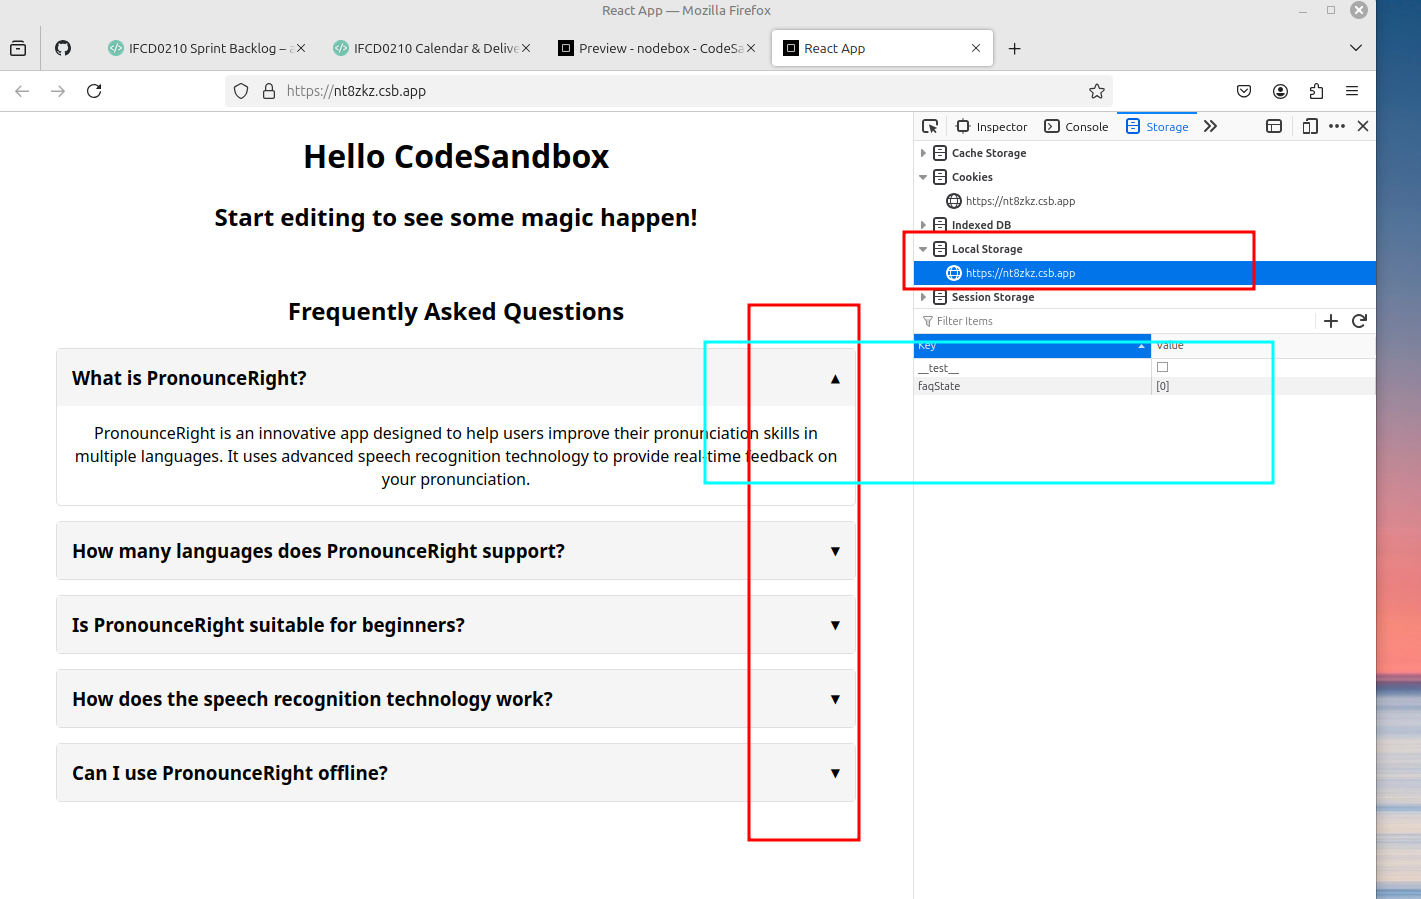 React App — Mozilla Firefox
IFCD0210 Sprint Backlog – a
IFCD0210 Calendar & Delive
Preview - nodebox - CodeSa
React App
https://nt8zkz.csb.app
Hello CodeSandbox
Start editing to see some magic happen!
Frequently Asked Questions
What is PronounceRight? ▲
PronounceRight is an innovative app designed to help users improve their pronunciation skills in
multiple languages. It uses advanced speech recognition technology to provide real-time feedback on
your pronunciation.
How many languages does PronounceRight support? ▼
Is PronounceRight suitable for beginners? ▼
How does the speech recognition technology work? ▼
Can I use PronounceRight offline? ▼
Inspector
Console
Storage
Cache Storage
Cookies
https://nt8zkz.csb.app
Indexed DB
Local Storage
https://nt8zkz.csb.app
Session Storage
Filter Items
Key Value
__test__
faqState [0]